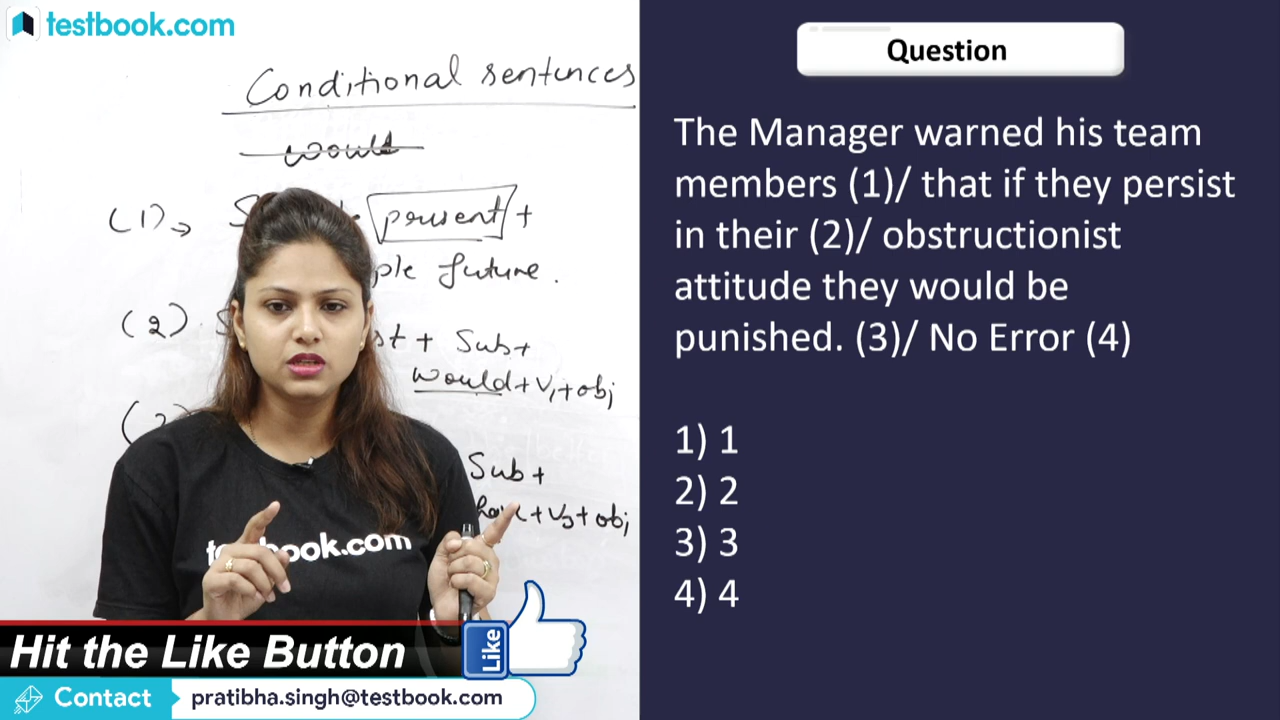 testbook.com
Conditional sentences
would
(1)→ present +
ple future.
(2) st + Sub +
would + V1 + obj
Sub +
+ V3 + obj
testbook.com
Hit the Like Button
Like
Contact pratibha.singh@testbook.com
Question
The Manager warned his team
members (1)/ that if they persist
in their (2)/ obstructionist
attitude they would be
punished. (3)/ No Error (4)
1) 1
2) 2
3) 3
4) 4